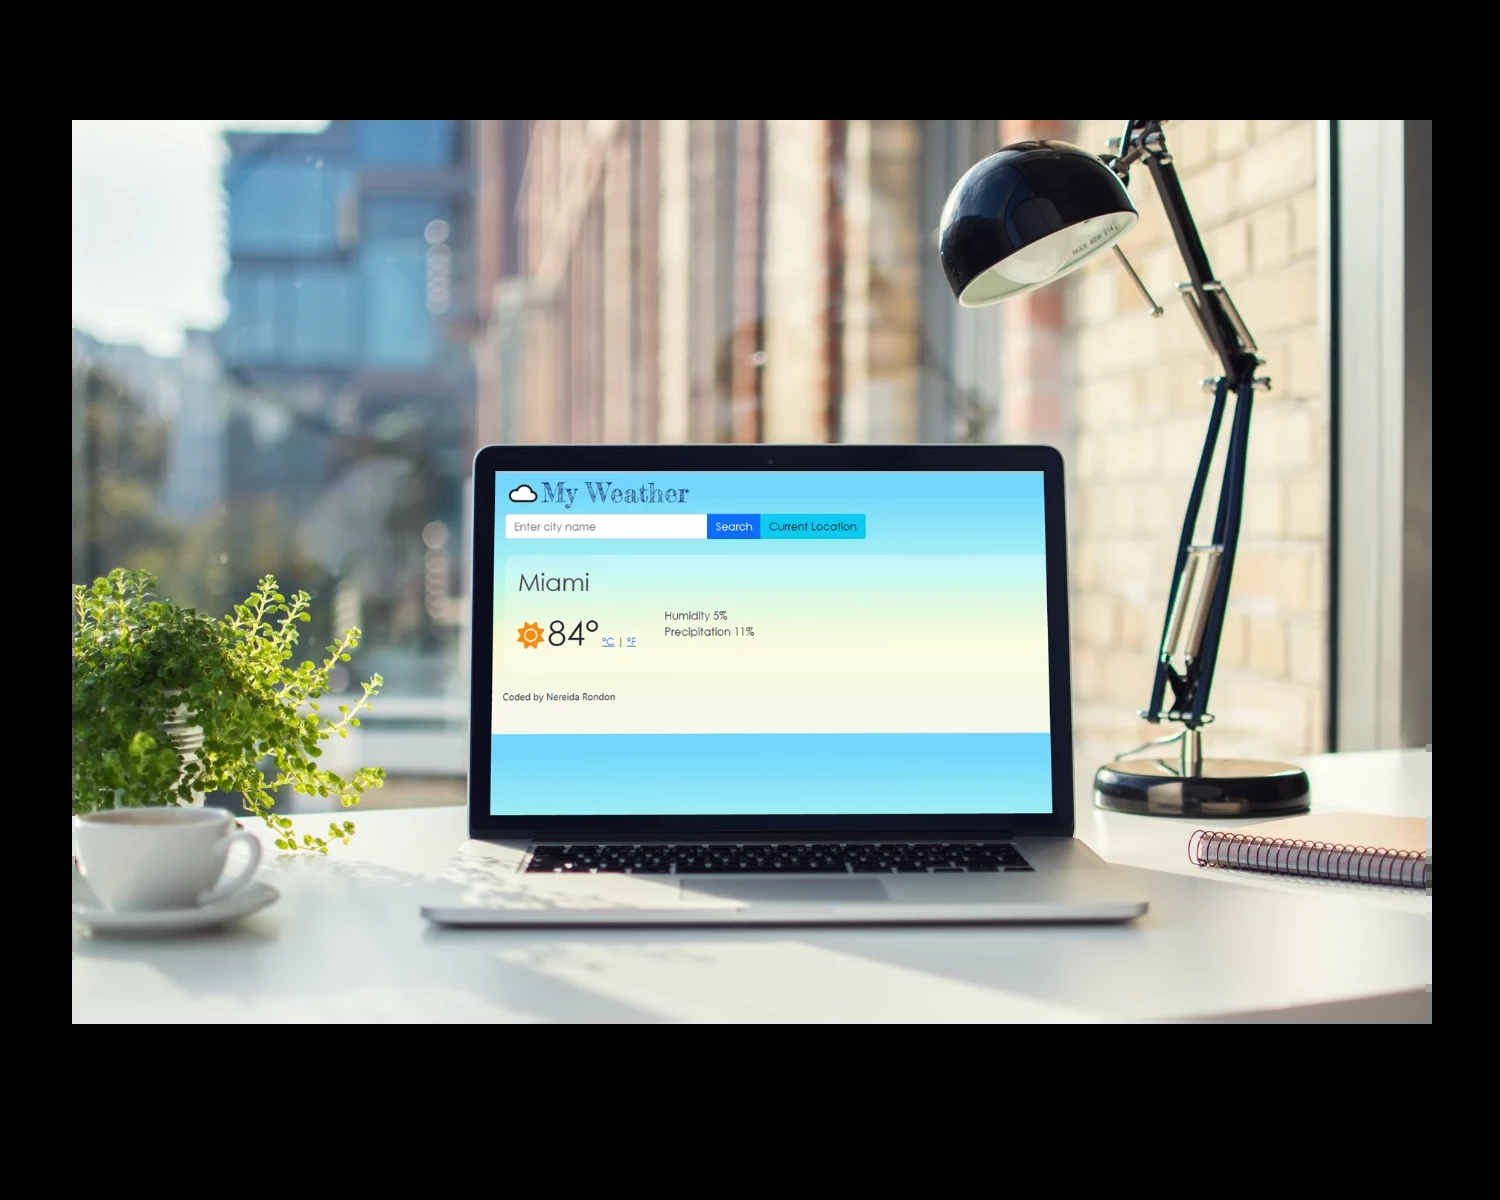 MAX 40W E14
My Weather
Enter city name Search Current Location
Miami
84° °C | °F
Humidity 5%
Precipitation 11%
Coded by Nereida Rondon